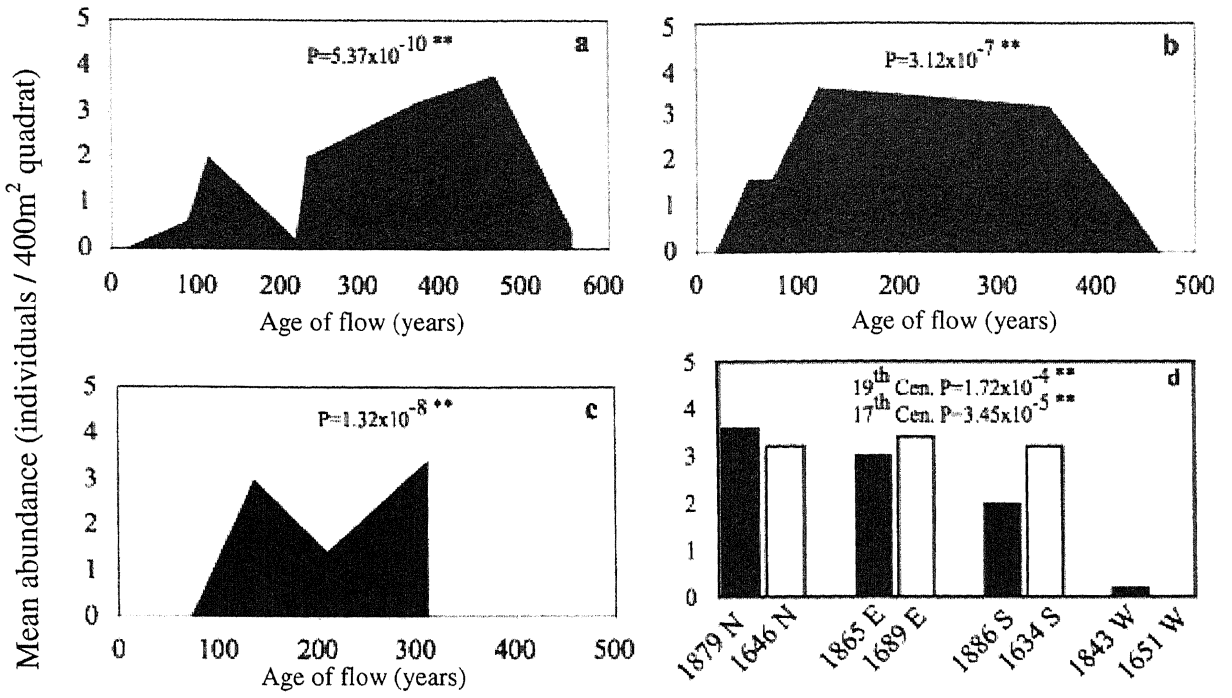 Mean abundance (individuals / 400m² quadrat)
5
4
3
2
1
0
P=5.37x10⁻¹⁰ **
a
0 100 200 300 400 500 600
Age of flow (years)
5
4
3
2
1
0
P=3.12x10⁻⁷ **
b
0 100 200 300 400 500
Age of flow (years)
5
4
3
2
1
0
P=1.32x10⁻⁸ **
c
0 100 200 300 400 500
Age of flow (years)
5
4
3
2
1
0
19ᵗʰ Cen. P=1.72x10⁻⁴ **
17ᵗʰ Cen. P=3.45x10⁻⁵ **
d
1879 N
1646 N
1865 E
1689 E
1886 S
1634 S
1843 W
1651 W